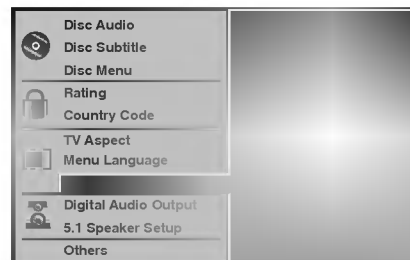 Disc Audio
Disc Subtitle
Disc Menu
Rating
Country Code
TV Aspect
Menu Language
Digital Audio Output
5.1 Speaker Setup
Others